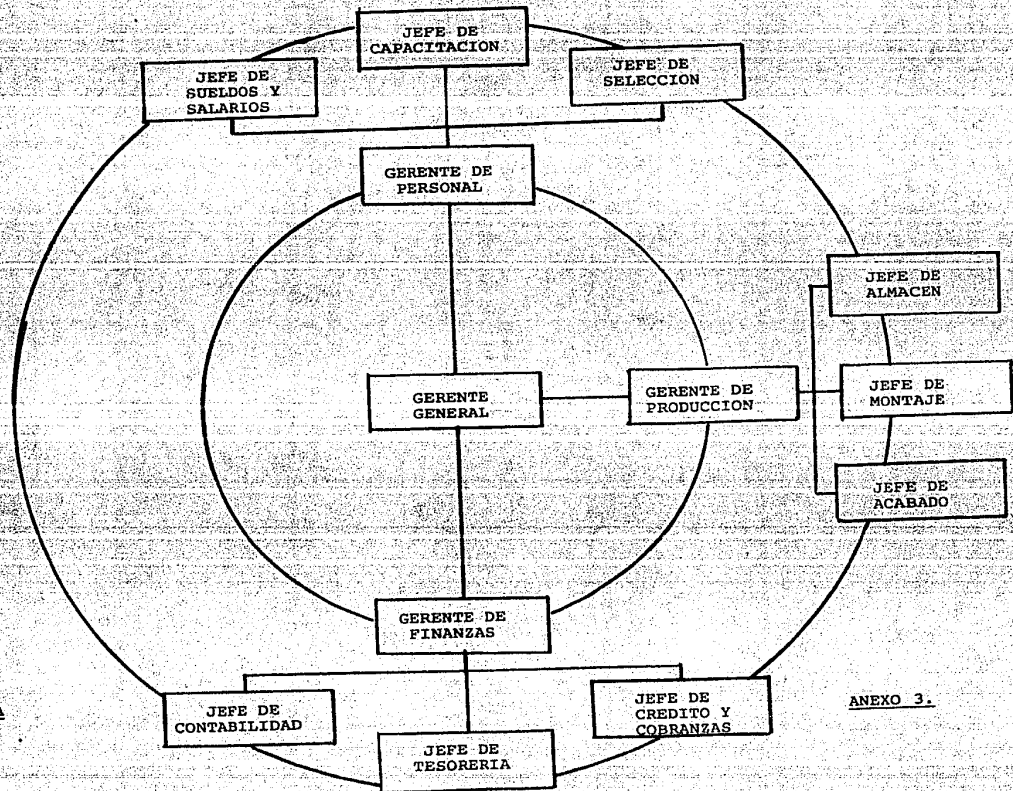 JEFE DE
CAPACITACION
JEFE DE
SUELDOS Y
SALARIOS
JEFE DE
SELECCION
GERENTE DE
PERSONAL
JEFE DE
ALMACEN
GERENTE
GENERAL
GERENTE DE
PRODUCCION
JEFE DE
MONTAJE
JEFE DE
ACABADO
GERENTE DE
FINANZAS
JEFE DE
CONTABILIDAD
JEFE DE
TESORERIA
JEFE DE
CREDITO Y
COBRANZAS
A
ANEXO 3.